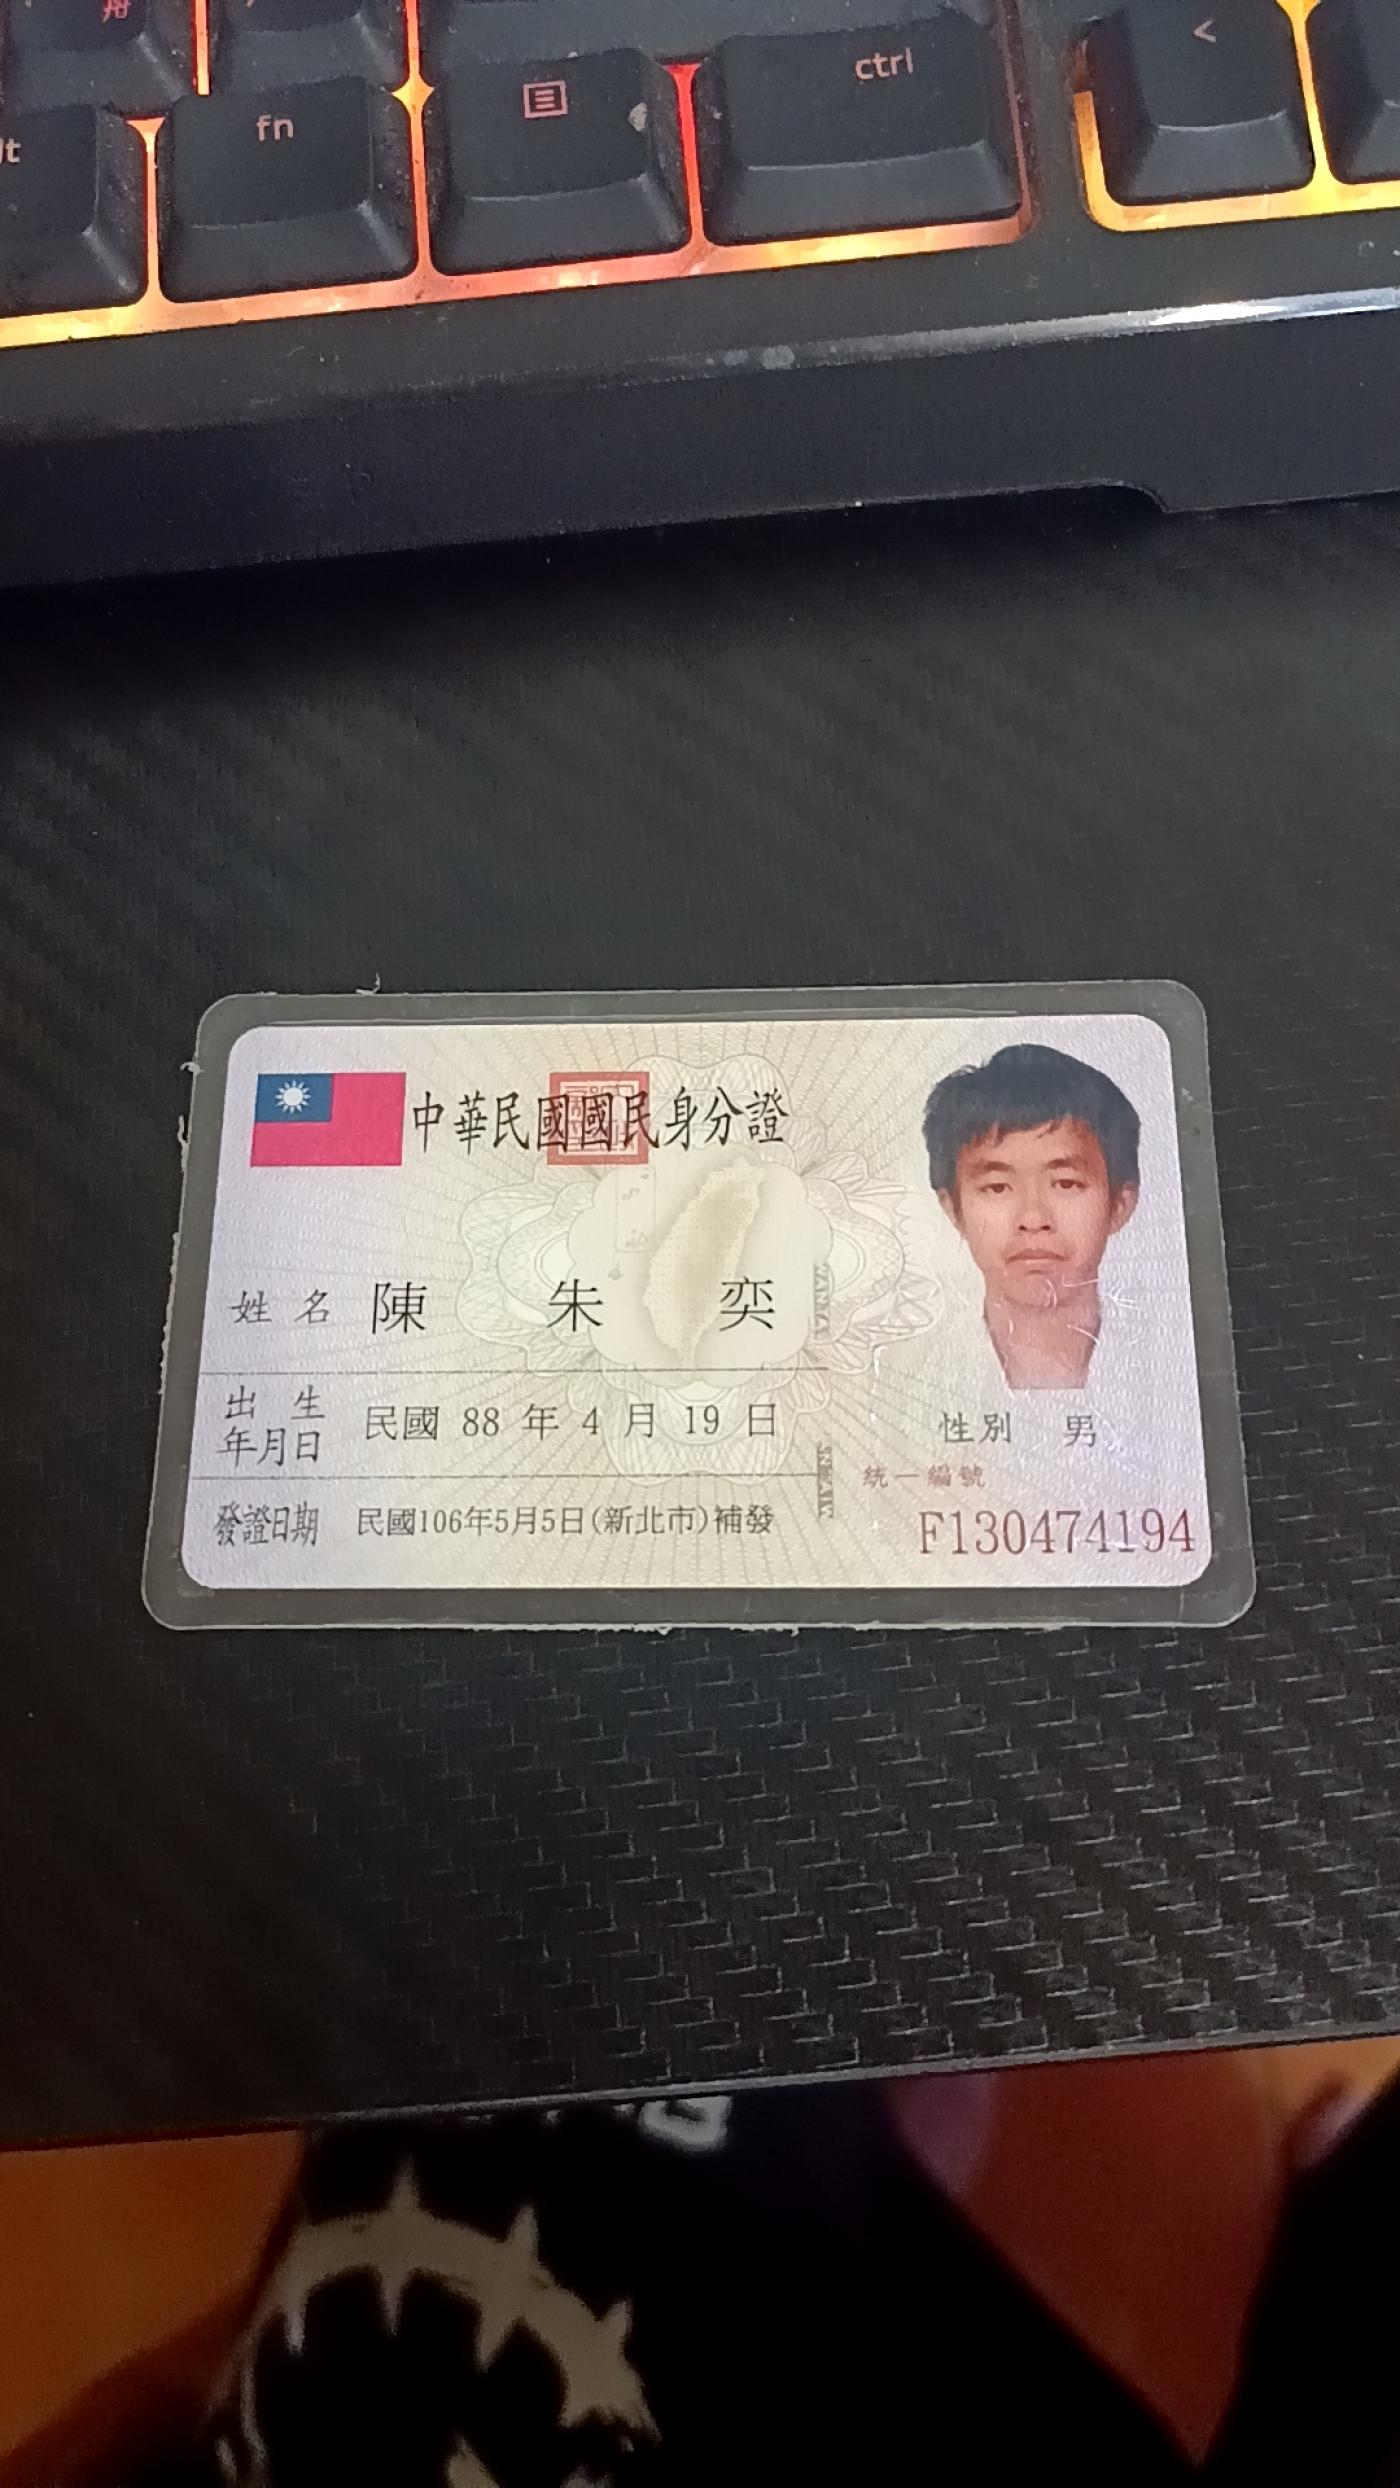 fn
ctrl
<
中華民國國民身分證
姓名 陳朱奕
出生年月日 民國 88 年 4 月 19 日
性別 男
統一編號
發證日期 民國106年5月5日(新北市)補發
F130474194